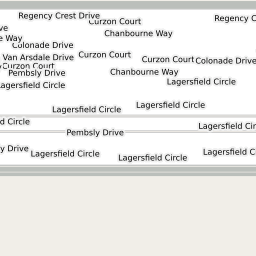 Regency Crest Drive
Regency C
Curzon Court
ve
Chanbourne Way
e Way
Colonade Drive
Curzon Court
Van Arsdale Drive
Curzon Court
Colonade Drive
Curzon Court
Pembsly Drive
Chanbourne Way
Lagersfield Circle
agersfield Circle
Lagersfield Circle
Lagersfield Circle
d Circle
Lagersfield Ci
Pembsly Drive
y Drive
Lagersfield Circle
Lagersfield Circle
Lagersfield C